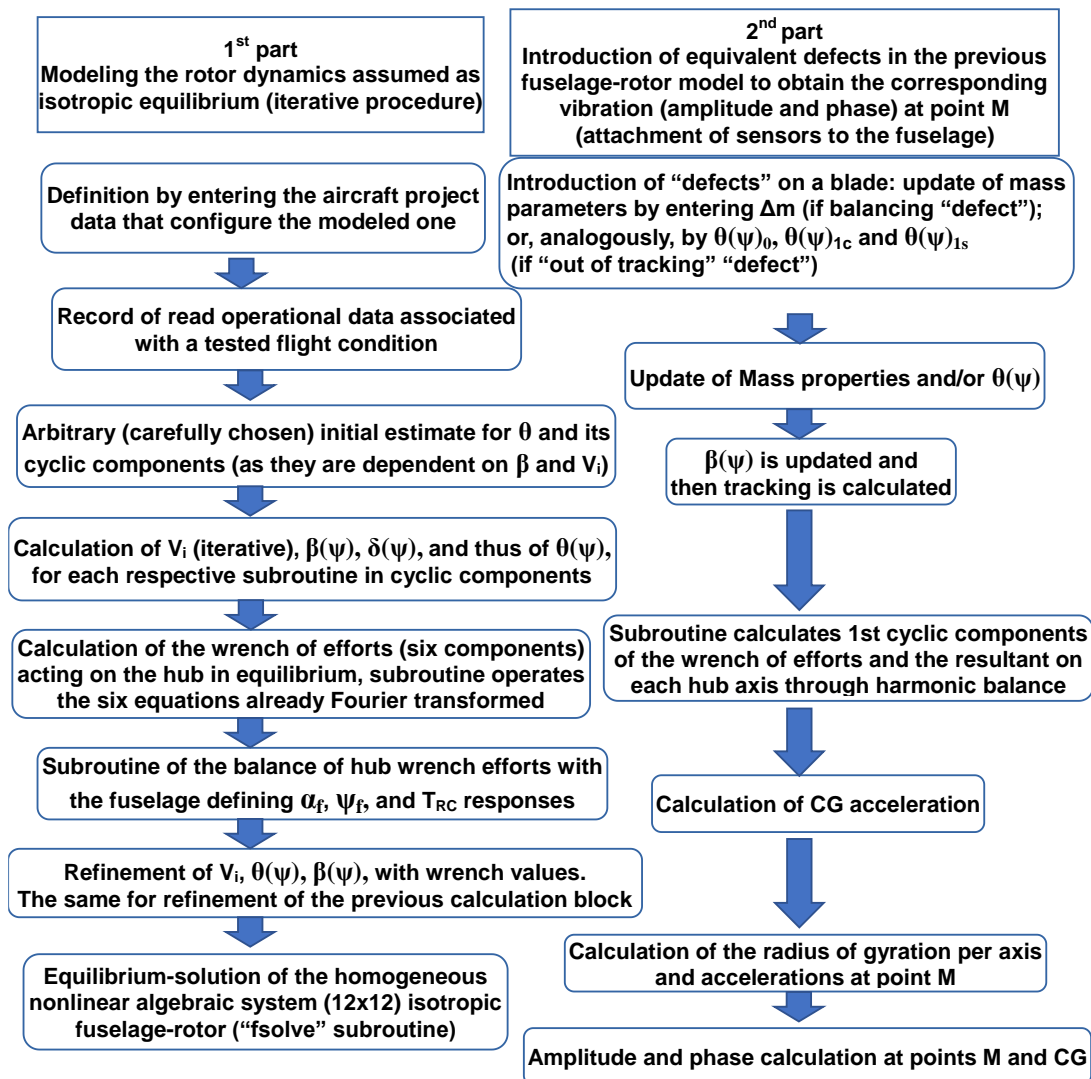 1st part
Modeling the rotor dynamics assumed as
isotropic equilibrium (iterative procedure)
Definition by entering the aircraft project
data that configure the modeled one
Record of read operational data associated
with a tested flight condition
Arbitrary (carefully chosen) initial estimate for θ and its
cyclic components (as they are dependent on β and Vi)
Calculation of Vi (iterative), β(ψ), δ(ψ), and thus of θ(ψ),
for each respective subroutine in cyclic components
Calculation of the wrench of efforts (six components)
acting on the hub in equilibrium, subroutine operates
the six equations already Fourier transformed
Subroutine of the balance of hub wrench efforts with
the fuselage defining αf, ψf, and TRC responses
Refinement of Vi, θ(ψ), β(ψ), with wrench values.
The same for refinement of the previous calculation block
Equilibrium-solution of the homogeneous
nonlinear algebraic system (12x12) isotropic
fuselage-rotor (“fsolve” subroutine)
2nd part
Introduction of equivalent defects in the previous
fuselage-rotor model to obtain the corresponding
vibration (amplitude and phase) at point M
(attachment of sensors to the fuselage)
Introduction of “defects” on a blade: update of mass
parameters by entering Δm (if balancing “defect”);
or, analogously, by θ(ψ)0, θ(ψ)1c and θ(ψ)1s
(if “out of tracking” “defect”)
Update of Mass properties and/or θ(ψ)
β(ψ) is updated and
then tracking is calculated
Subroutine calculates 1st cyclic components
of the wrench of efforts and the resultant on
each hub axis through harmonic balance
Calculation of CG acceleration
Calculation of the radius of gyration per axis
and accelerations at point M
Amplitude and phase calculation at points M and CG